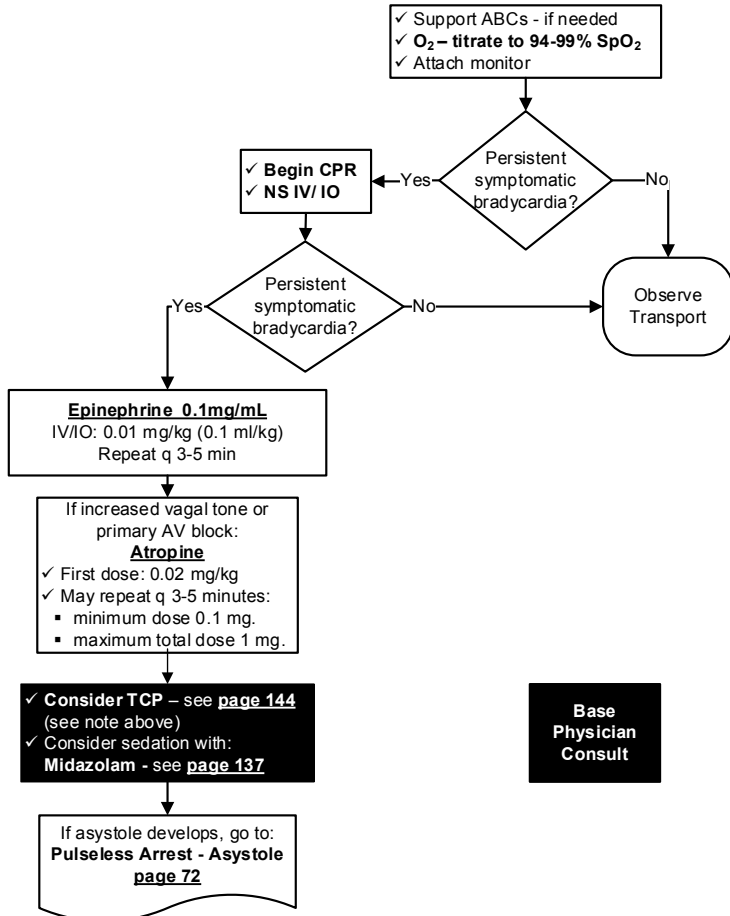 ✓ Support ABCs - if needed
✓ O₂ – titrate to 94-99% SpO₂
✓ Attach monitor
Persistent
symptomatic
bradycardia?
Yes
No
✓ Begin CPR
✓ NS IV/ IO
Persistent
symptomatic
bradycardia?
Yes
No
Observe
Transport
Epinephrine 0.1mg/mL
IV/IO: 0.01 mg/kg (0.1 ml/kg)
Repeat q 3-5 min
If increased vagal tone or
primary AV block:
Atropine
✓ First dose: 0.02 mg/kg
✓ May repeat q 3-5 minutes:
▪ minimum dose 0.1 mg.
▪ maximum total dose 1 mg.
✓ Consider TCP – see page 144
(see note above)
✓ Consider sedation with:
Midazolam - see page 137
Base
Physician
Consult
If asystole develops, go to:
Pulseless Arrest - Asystole
page 72